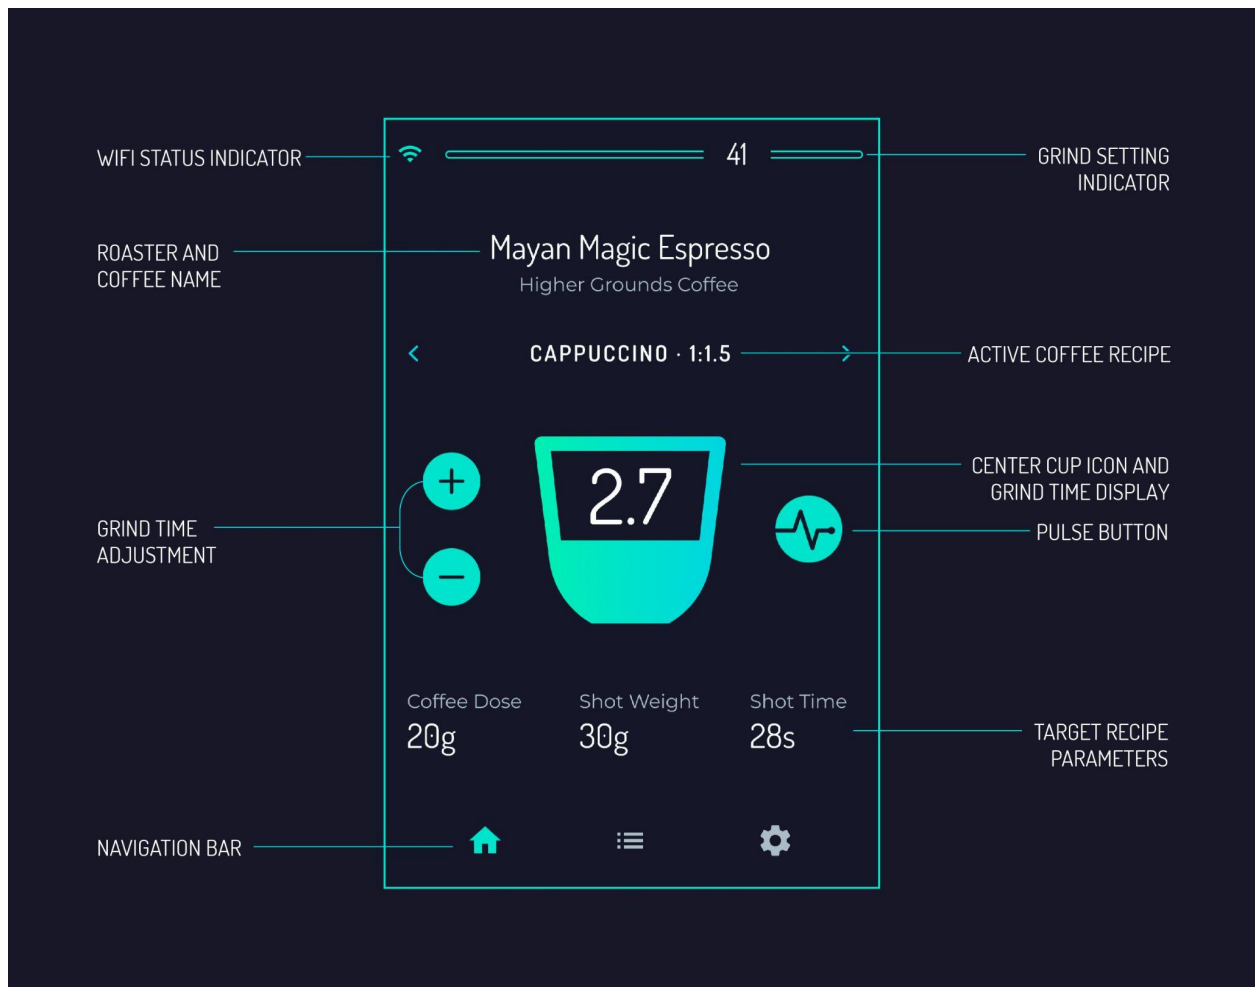 WIFI STATUS INDICATOR
41
GRIND SETTING
INDICATOR
ROASTER AND
COFFEE NAME
Mayan Magic Espresso
Higher Grounds Coffee
CAPPUCCINO · 1:1.5
ACTIVE COFFEE RECIPE
2.7
CENTER CUP ICON AND
GRIND TIME DISPLAY
GRIND TIME
ADJUSTMENT
PULSE BUTTON
Coffee Dose Shot Weight Shot Time
20g 30g 28s
TARGET RECIPE
PARAMETERS
NAVIGATION BAR